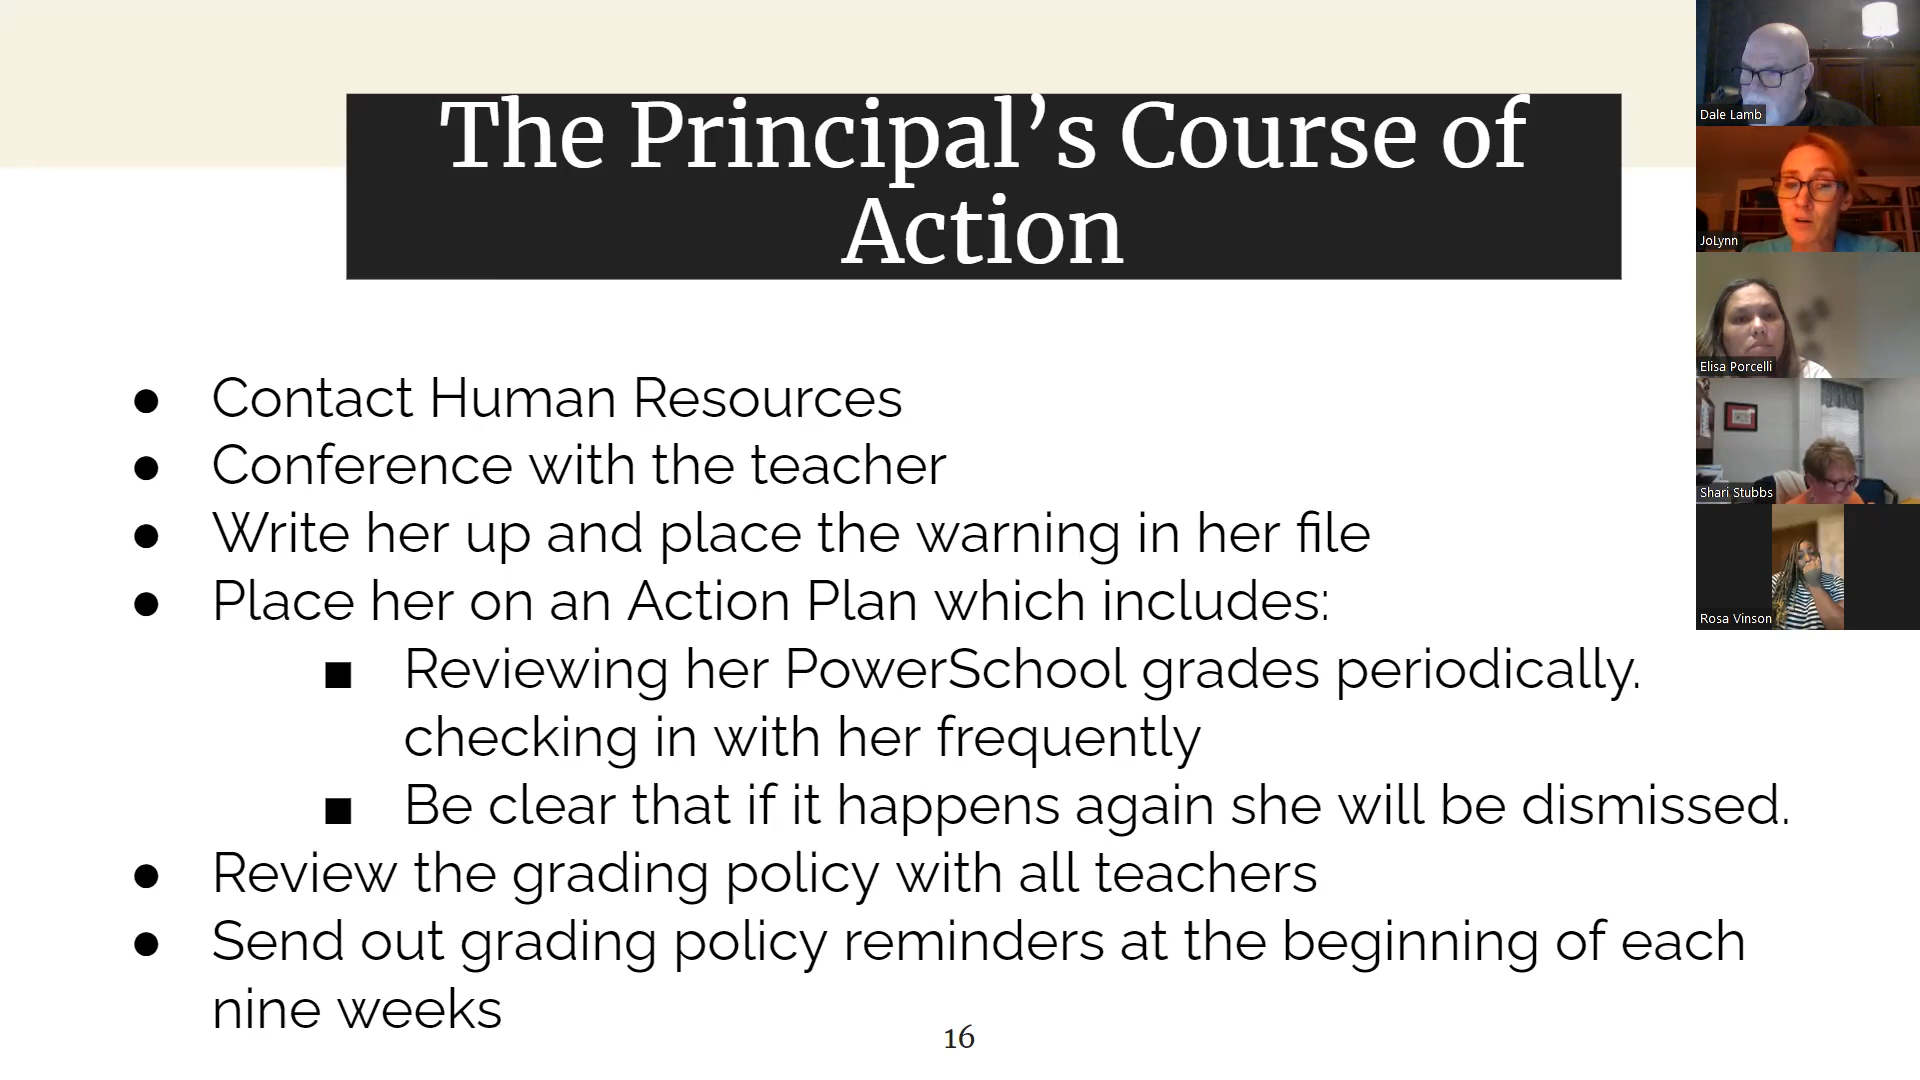 The Principal’s Course of
Action
● Contact Human Resources
● Conference with the teacher
● Write her up and place the warning in her file
● Place her on an Action Plan which includes:
■ Reviewing her PowerSchool grades periodically.
checking in with her frequently
■ Be clear that if it happens again she will be dismissed.
● Review the grading policy with all teachers
● Send out grading policy reminders at the beginning of each
nine weeks
16
Dale Lamb
JoLynn
Elisa Porcelli
Shari Stubbs
Rosa Vinson